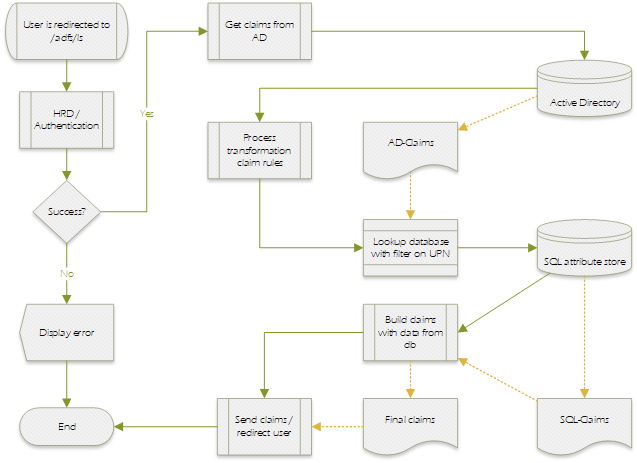 User is redirected to
/adfs/ls
Get claims from
AD
Active Directory
HRD /
Authentication
Yes
Process
transformation
claim rules
AD-Claims
Success?
Lookup database
with filter on UPN
SQL attribute store
No
Display error
Build claims
with data from
db
End
Send claims /
redirect user
Final claims
SQL-Claims